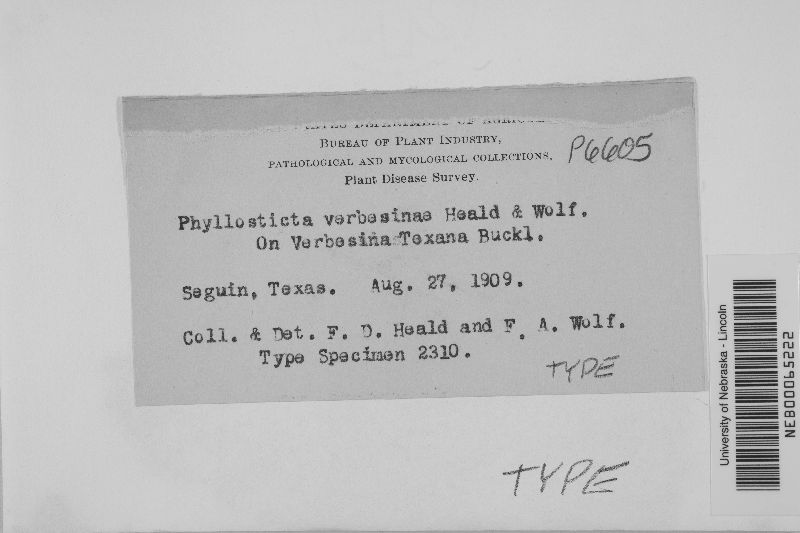 DEPARTMENT OF
BUREAU OF PLANT INDUSTRY,
PATHOLOGICAL AND MYCOLOGICAL COLLECTIONS,
Plant Disease Survey.
P6605
Phyllosticta verbesinae Heald & Wolf.
On Verbesina Texana Buckl.
Seguin, Texas. Aug. 27, 1909.
Coll. & Det. F. D. Heald and F. A. Wolf.
Type Specimen 2310.
TYPE
TYPE
University of Nebraska - Lincoln
NEB00065222